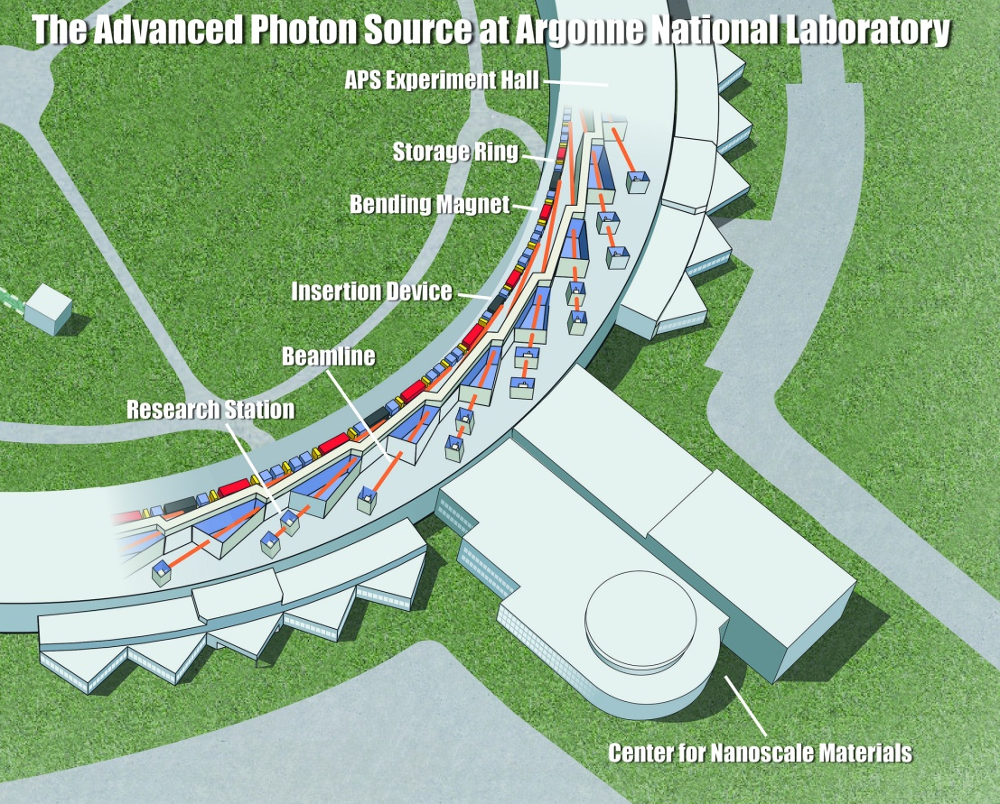 The Advanced Photon Source at Argonne National Laboratory
APS Experiment Hall
Storage Ring
Bending Magnet
Insertion Device
Beamline
Research Station
Center for Nanoscale Materials